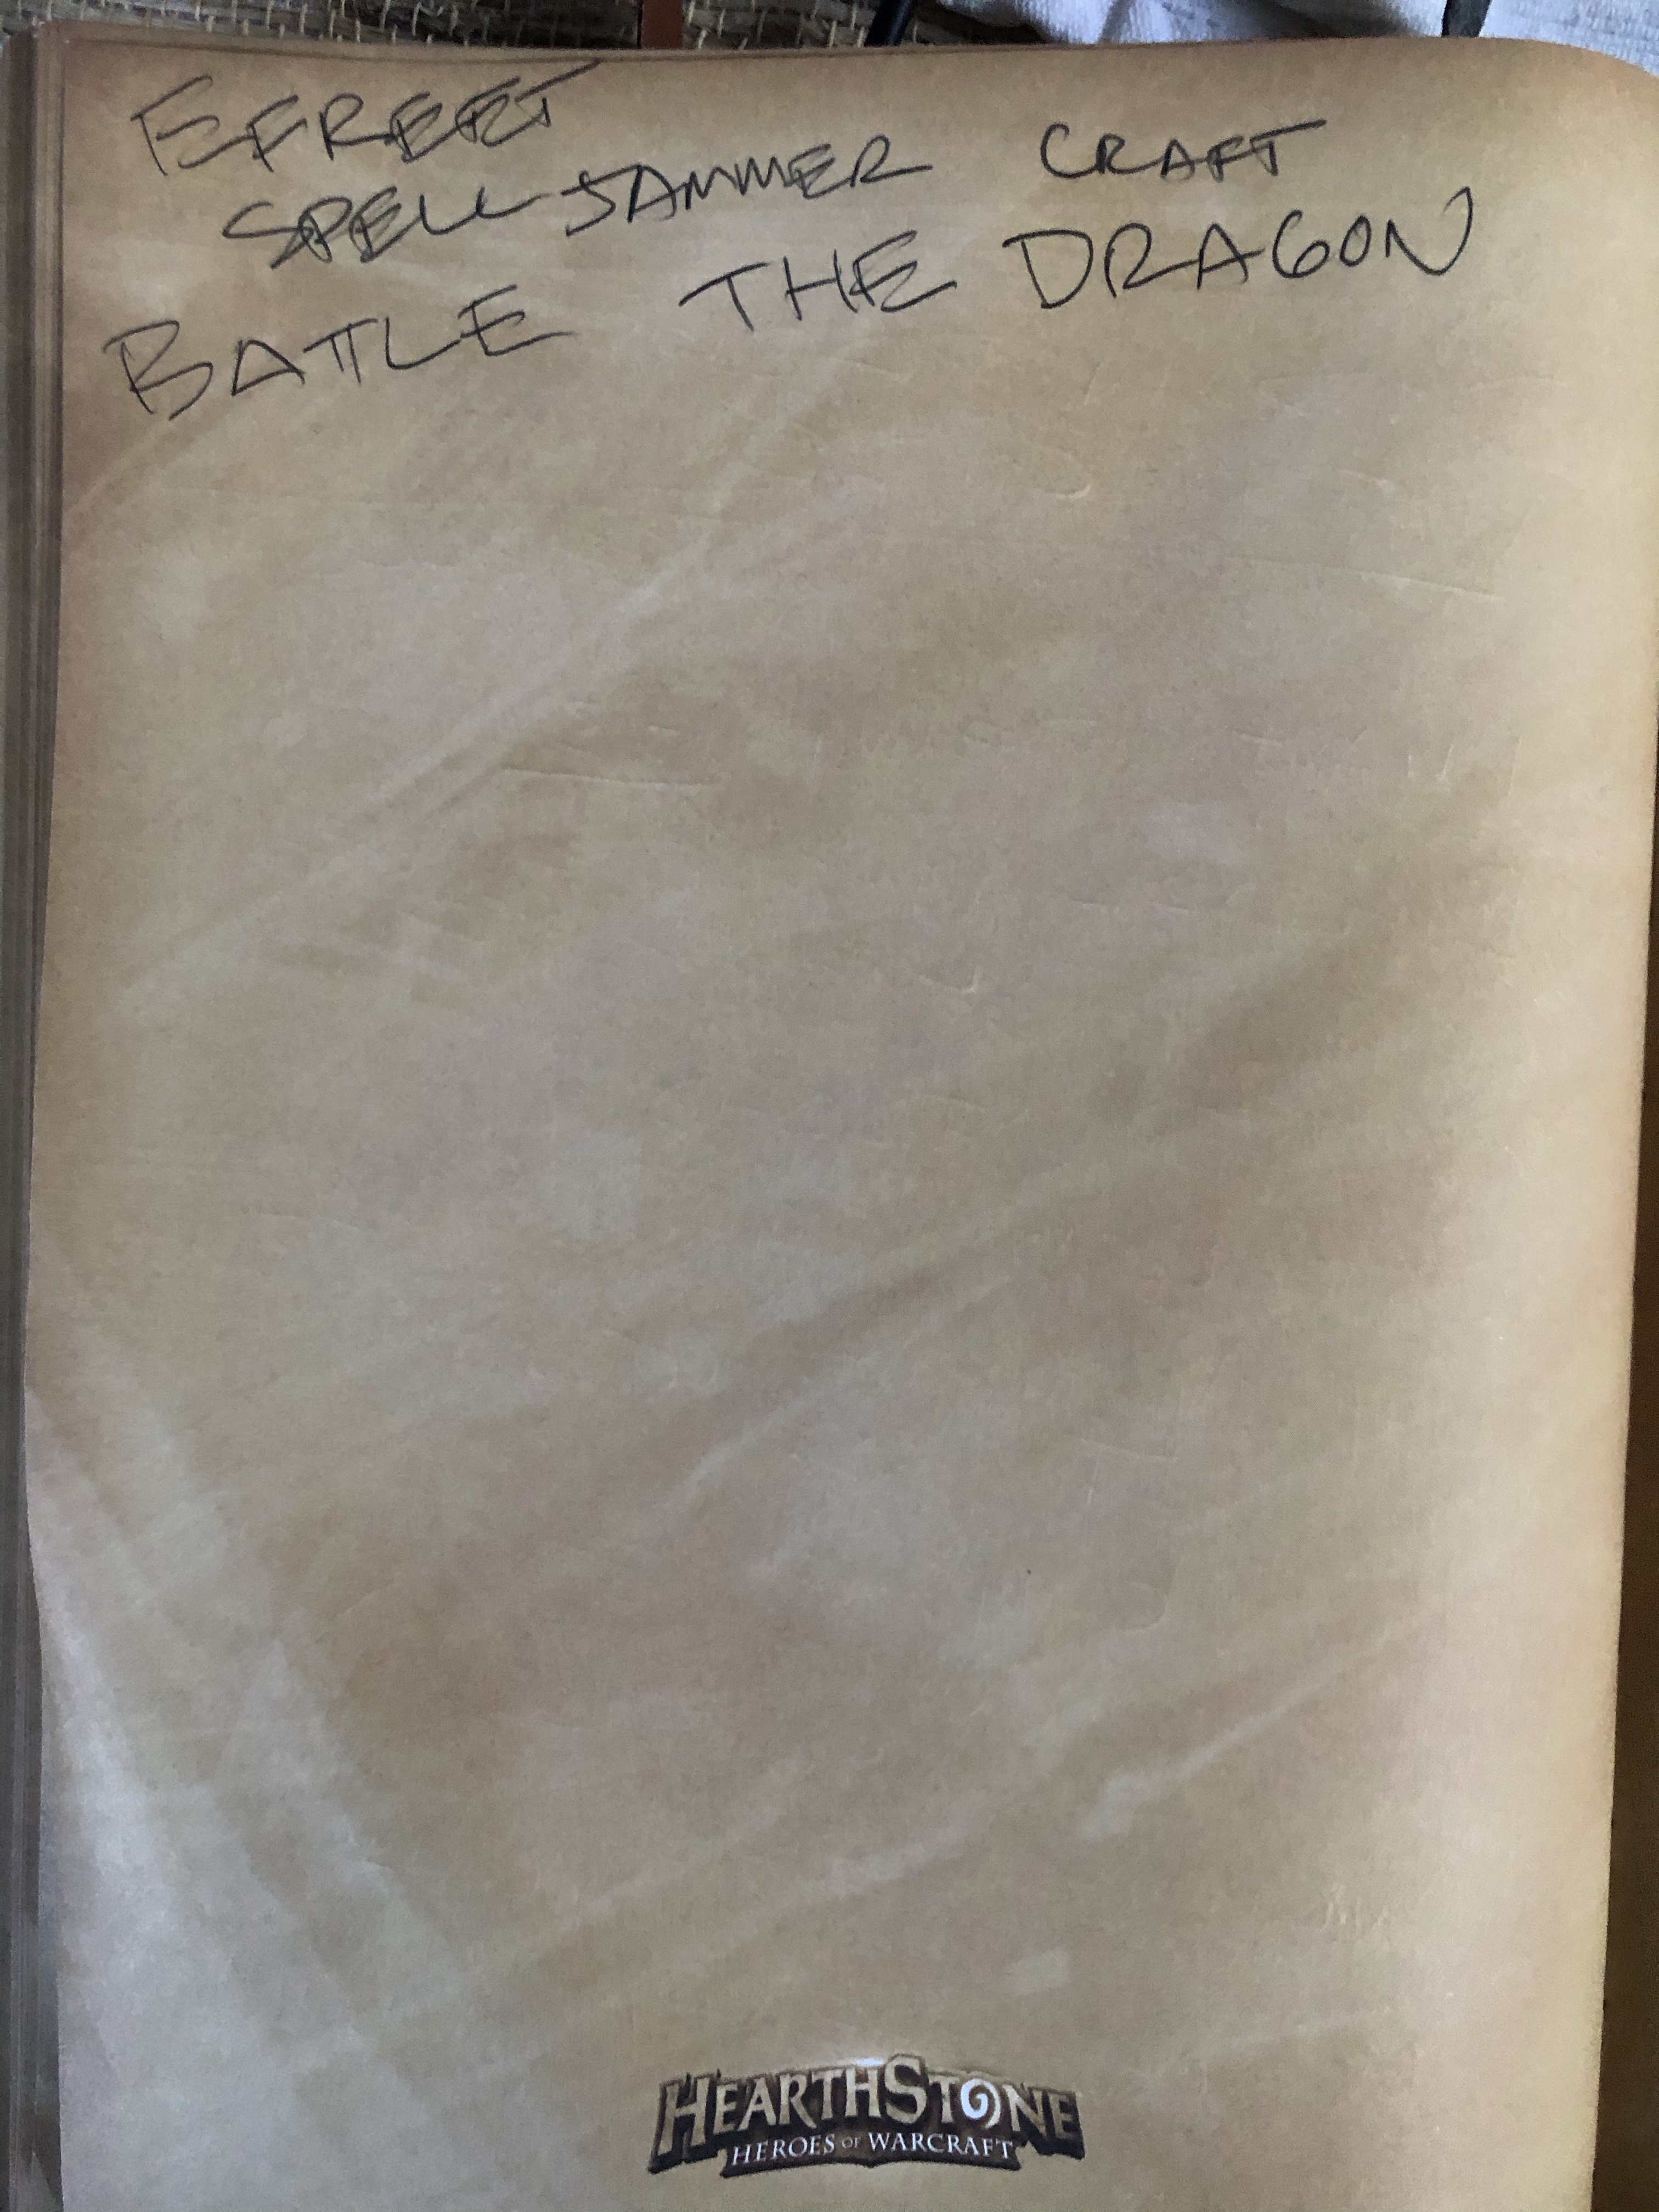 EFREET
SPELLJAMMER CRAFT
BATTLE THE DRAGON
HEARTHSTONE
HEROES OF WARCRAFT